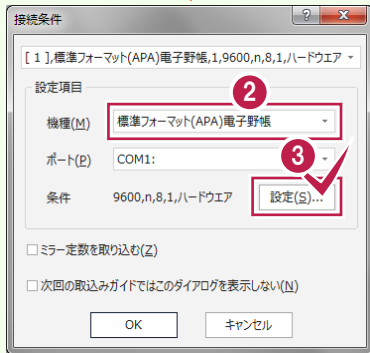 接続条件
[ 1 ],標準フォーマット(APA)電子野帳,1,9600,n,8,1,ハードウエア
設定項目
2
機種(M) 標準フォーマット(APA)電子野帳
3
ポート(P) COM1:
条件 9600,n,8,1,ハードウエア 設定(S)...
ミラー定数を取り込む(Z)
次回の取込みガイドではこのダイアログを表示しない(N)
OK キャンセル